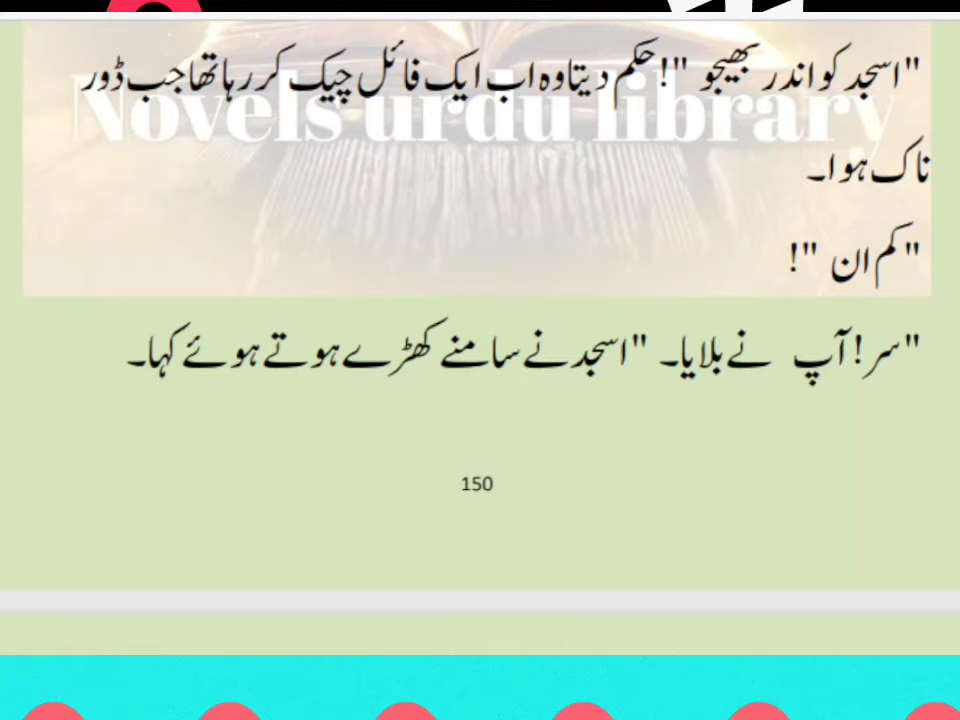 "اسجد کو اندر بھیجو "! حکم دیتا وہ اب ایک فائل چیک کر رہا تھا جب ڈور
Novels urdu library
ناک ہوا۔
"کم ان "!
"سر! آپ نے بلایا۔ "اسجد نے سامنے کھڑے ہوتے ہوئے کہا۔
150